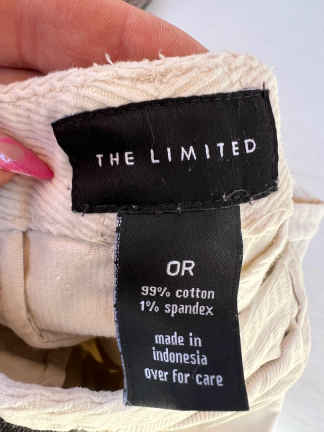 THE LIMITED
OR
99% cotton
1% spandex
made in
indonesia
over for care